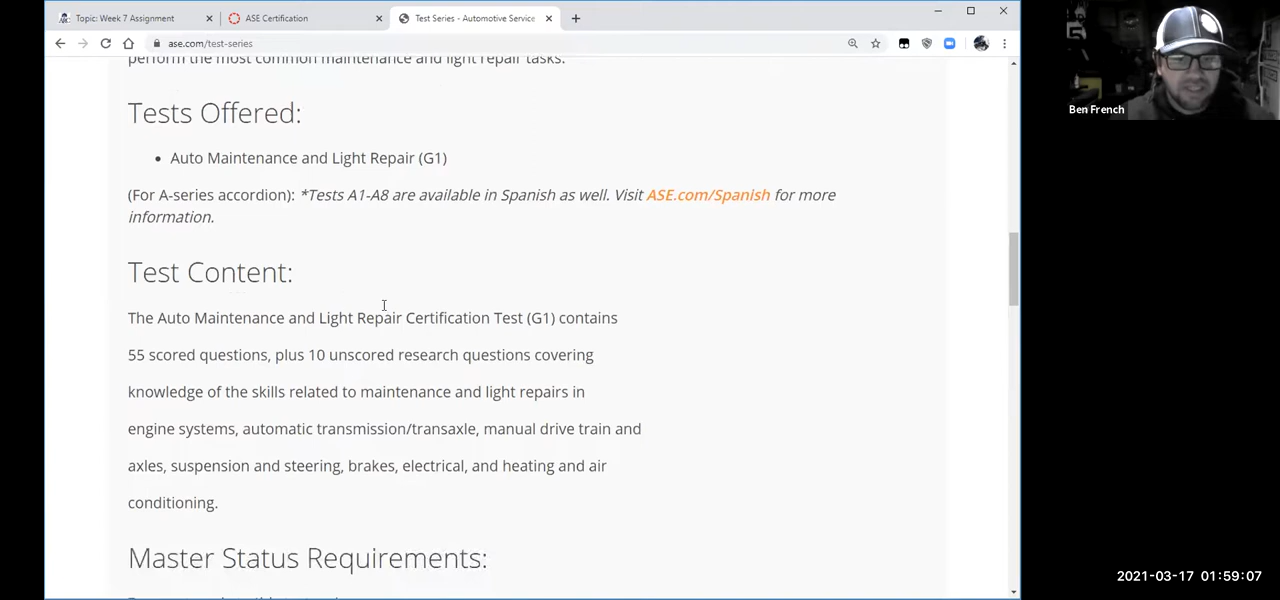 Topic: Week 7 Assignment
ASE Certification
Test Series - Automotive Service
ase.com/test-series
perform the most common maintenance and light repair tasks.
Tests Offered:
• Auto Maintenance and Light Repair (G1)
(For A-series accordion): *Tests A1-A8 are available in Spanish as well. Visit ASE.com/Spanish for more
information.
Test Content:
The Auto Maintenance and Light Repair Certification Test (G1) contains
55 scored questions, plus 10 unscored research questions covering
knowledge of the skills related to maintenance and light repairs in
engine systems, automatic transmission/transaxle, manual drive train and
axles, suspension and steering, brakes, electrical, and heating and air
conditioning.
Master Status Requirements:
Ben French
2021-03-17 01:59:07